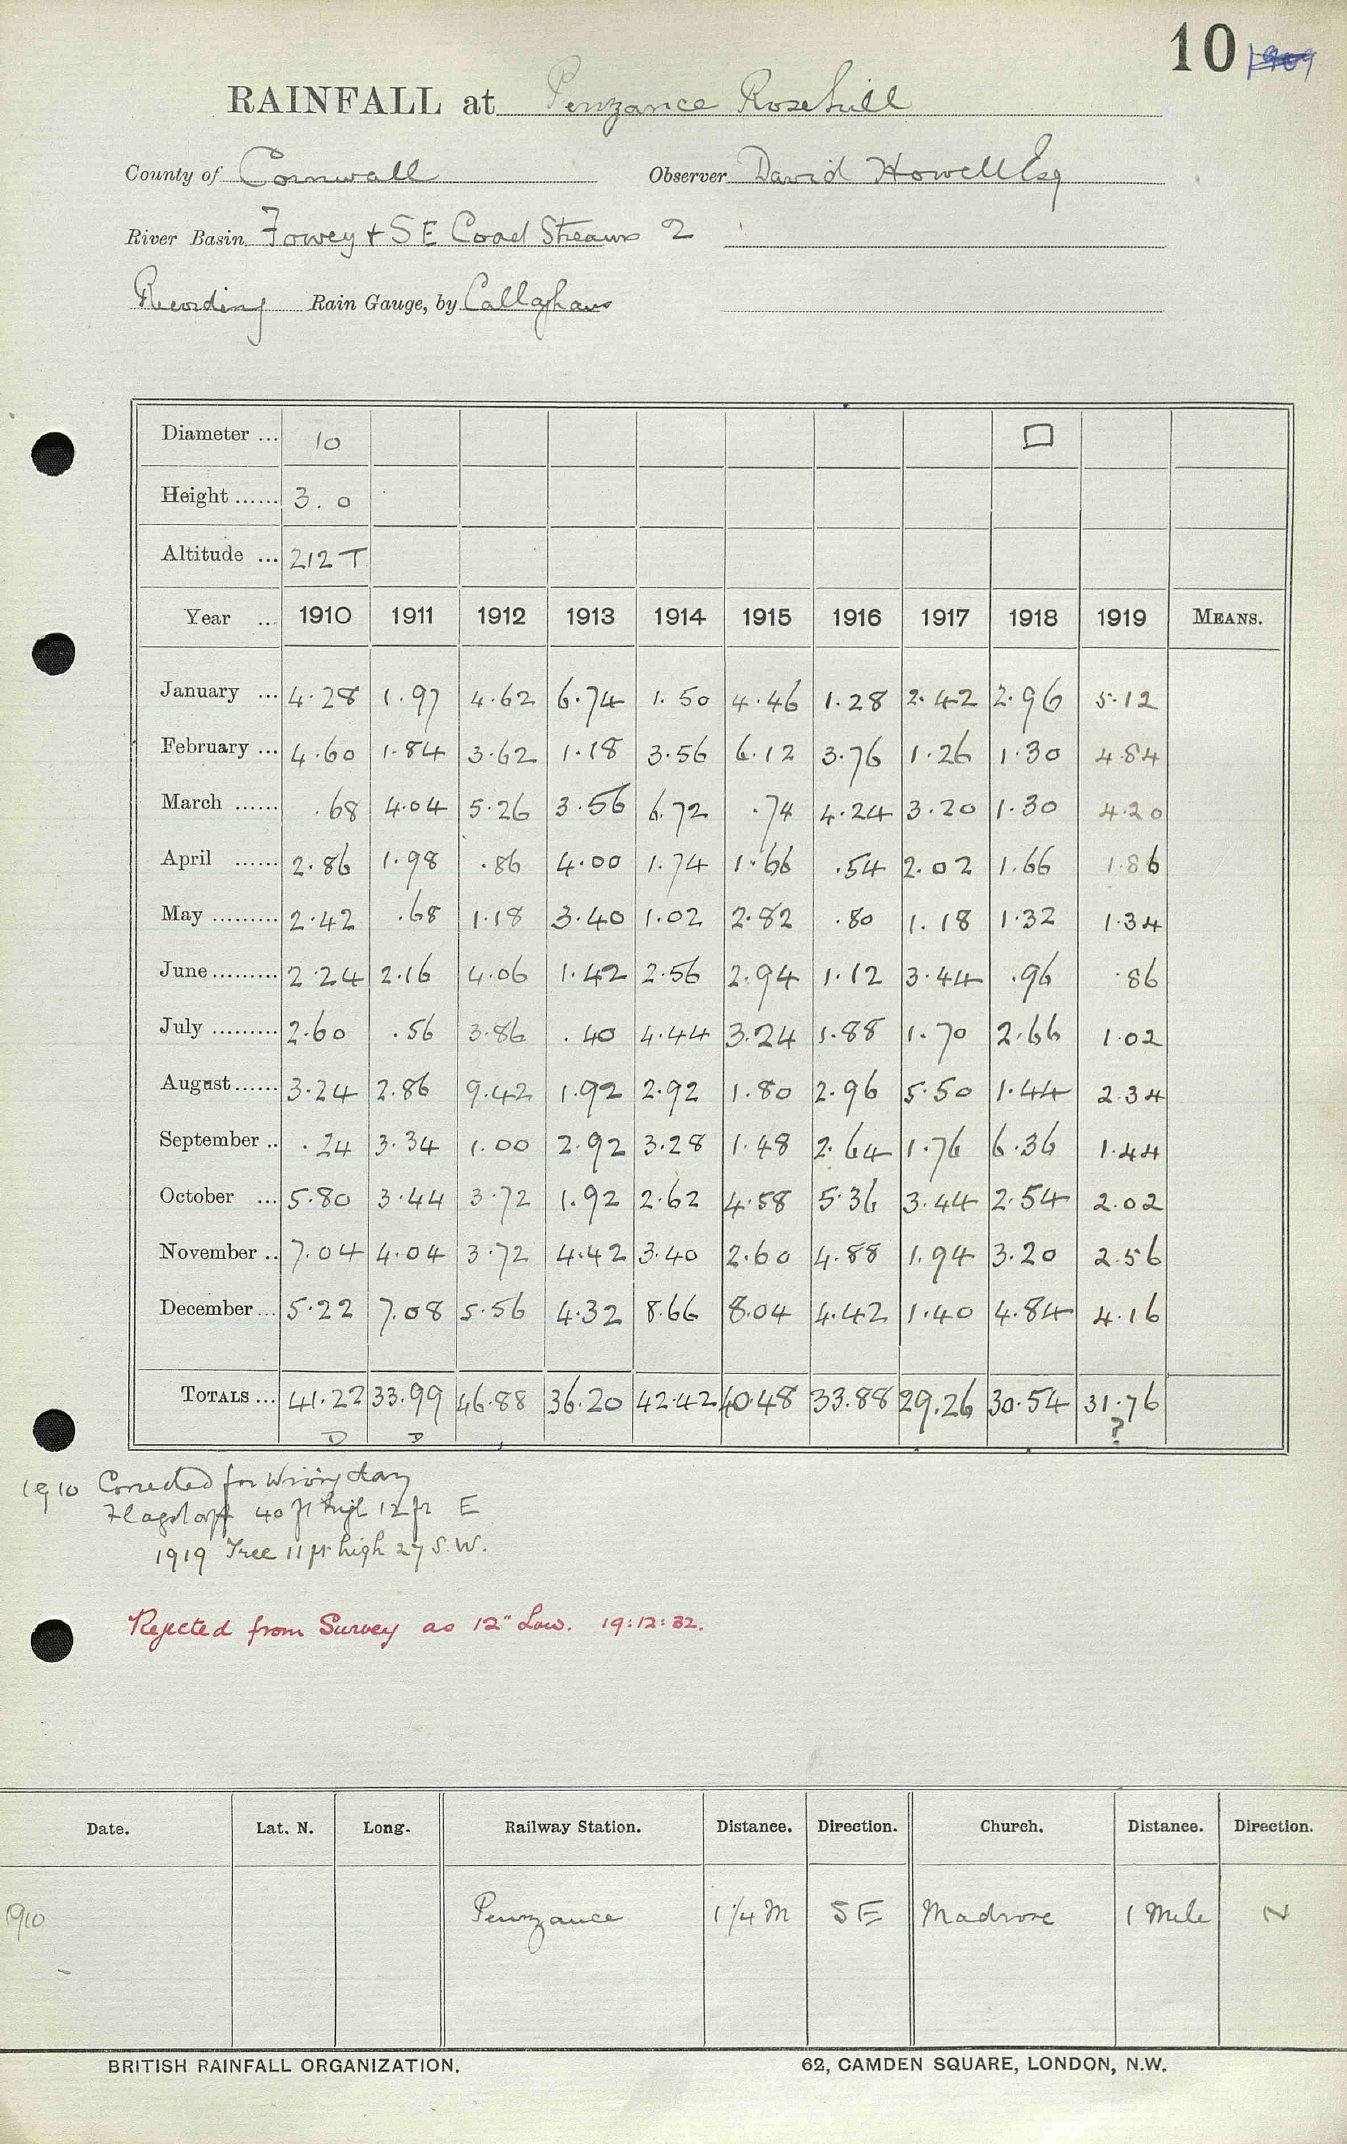 10 1909
RAINFALL at Penzance Rosehill
County of Cornwall Observer David Howell Esq
River Basin Fowey + SE Coast Streams 2
Recording Rain Gauge, by Callaghans
Diameter ... 10
Height ...... 3.0
Altitude ... 212 T
Year ... 1910 1911 1912 1913 1914 1915 1916 1917 1918 1919 MEANS.
January ... 4.28 1.97 4.62 6.74 1.50 4.46 1.28 2.42 2.96 5.12
February ... 4.60 1.84 3.62 1.18 3.56 6.12 3.76 1.26 1.30 4.84
March ...... .68 4.04 5.26 3.56 6.72 .74 4.24 3.20 1.30 4.20
April ...... 2.86 1.98 .86 4.00 1.74 1.66 .54 2.02 1.66 1.86
May ......... 2.42 .68 1.18 3.40 1.02 2.82 .80 1.18 1.32 1.34
June ......... 2.24 2.16 4.06 1.42 2.56 2.94 1.12 3.44 .96 .86
July ......... 2.60 .56 3.86 .40 4.44 3.24 1.88 1.70 2.66 1.02
August ...... 3.24 2.86 9.42 1.92 2.92 1.80 2.96 5.50 1.44 2.34
September .. .24 3.34 1.00 2.92 3.28 1.48 2.64 1.76 6.36 1.44
October ... 5.80 3.44 3.72 1.92 2.62 4.58 5.36 3.44 2.54 2.02
November .. 7.04 4.04 3.72 4.42 3.40 2.60 4.88 1.94 3.20 2.56
December ... 5.22 7.08 5.56 4.32 8.66 8.04 4.42 1.40 4.84 4.16
TOTALS ... 41.22 33.99 46.88 36.20 42.42 40.48 33.88 29.26 30.54 31.76
D D ?
1910 Corrected for Wrong day
Flagstaff 40 ft high 12 ft E
1919 Tree 11 ft high 27 S.W.
Rejected from Survey as 12" Low. 19:12:32.
Date. Lat. N. Long. Railway Station. Distance. Direction. Church. Distance. Direction.
1910 Penzance 1 1/4 M SE Madrone 1 Mile N
BRITISH RAINFALL ORGANIZATION. 62, CAMDEN SQUARE, LONDON, N.W.